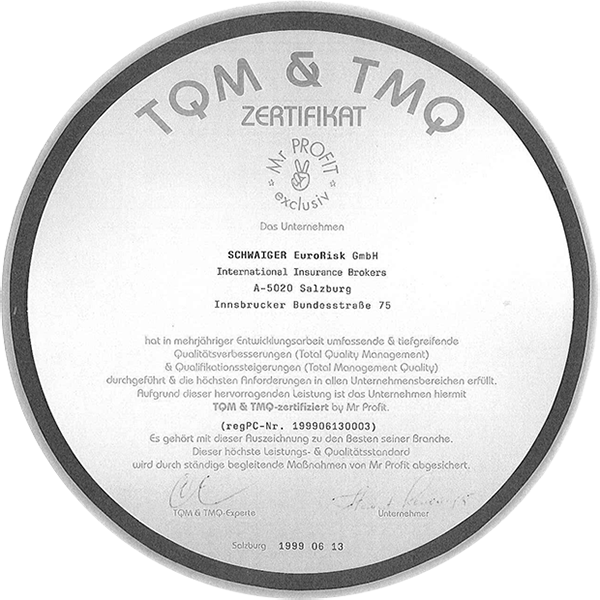 TQM & TMQ
ZERTIFIKAT
Mr PROFIT
exclusiv
Das Unternehmen
SCHWAIGER EuroRisk GmbH
International Insurance Brokers
A-5020 Salzburg
Innsbrucker Bundesstraße 75
hat in mehrjähriger Entwicklungsarbeit umfassende & tiefgreifende
Qualitätsverbesserungen (Total Quality Management)
& Qualifikationssteigerungen (Total Management Quality)
durchgeführt & die höchsten Anforderungen in allen Unternehmensbereichen erfüllt.
Aufgrund dieser hervorragenden Leistung ist das Unternehmen hiermit
TQM & TMQ-zertifiziert by Mr Profit.
(regPC-Nr. 199906130003)
Es gehört mit dieser Auszeichnung zu den Besten seiner Branche.
Dieser höchste Leistungs- & Qualitätsstandard
wird durch ständige begleitende Maßnahmen von Mr Profit abgesichert.
TQM & TMQ-Experte
Unternehmer
Salzburg 1999 06 13